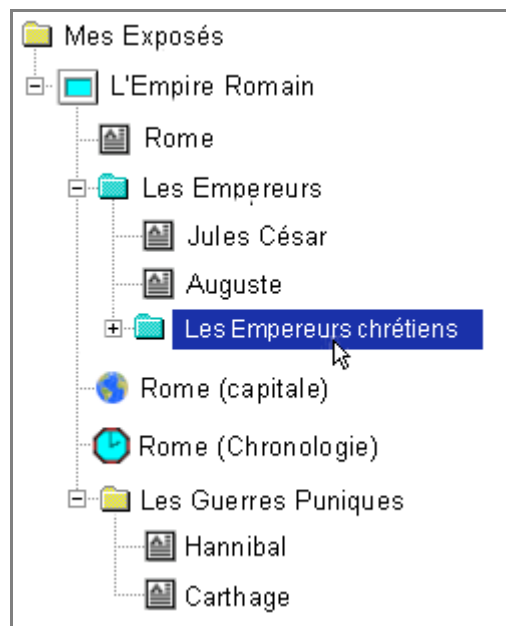 Mes Exposés
L'Empire Romain
Rome
Les Empereurs
Jules César
Auguste
Les Empereurs chrétiens
Rome (capitale)
Rome (Chronologie)
Les Guerres Puniques
Hannibal
Carthage